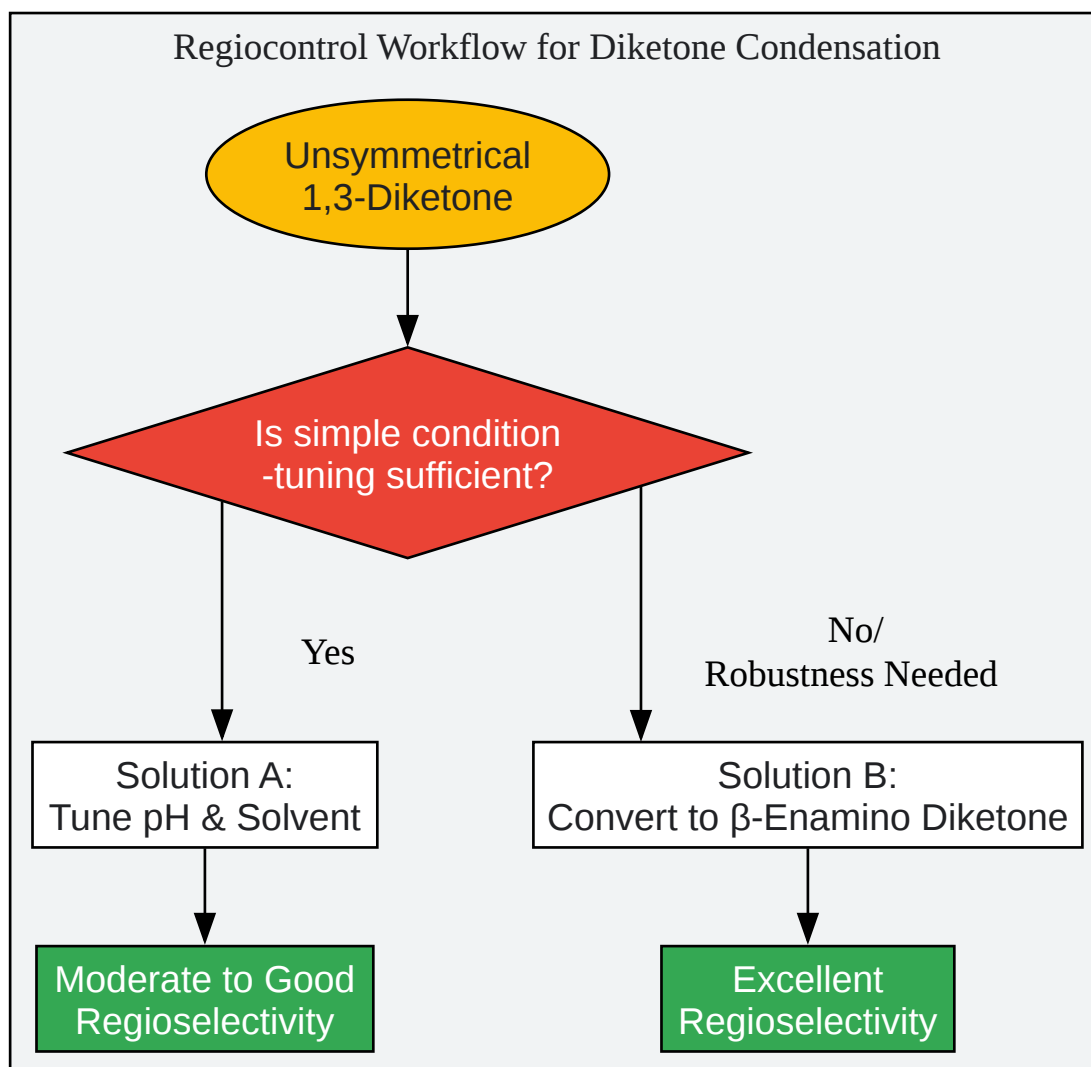 Regiocontrol Workflow for Diketone Condensation
Unsymmetrical
1,3-Diketone
Is simple condition
-tuning sufficient?
Yes
No/
Robustness Needed
Solution A:
Tune pH & Solvent
Solution B:
Convert to β-Enamino Diketone
Moderate to Good
Regioselectivity
Excellent
Regioselectivity